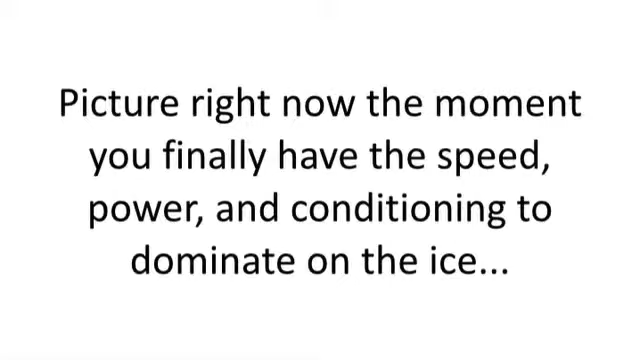 Picture right now the moment
you finally have the speed,
power, and conditioning to
dominate on the ice...